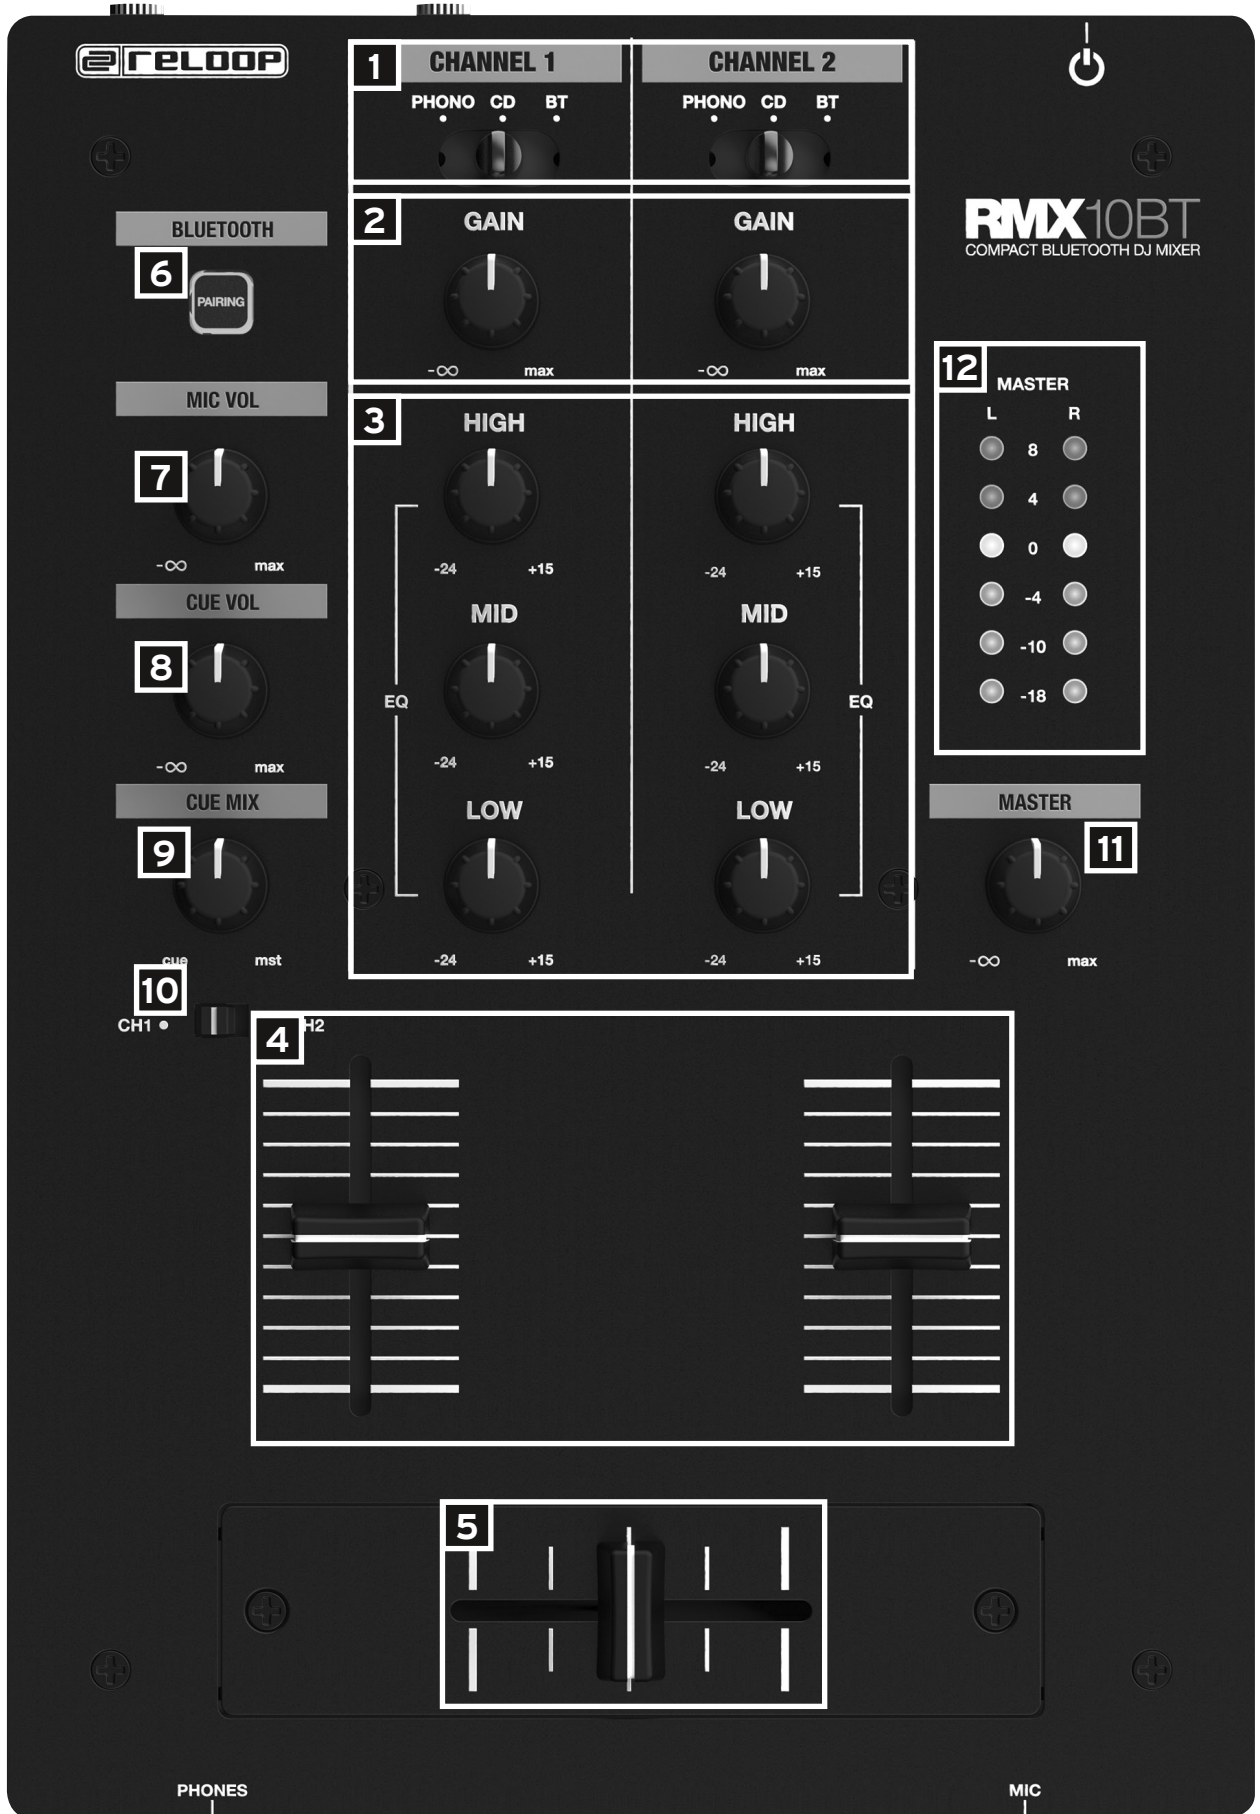 reloop
1
CHANNEL 1
CHANNEL 2
PHONO CD BT
PHONO CD BT
RMX10BT
COMPACT BLUETOOTH DJ MIXER
BLUETOOTH
6
PAIRING
2
GAIN
GAIN
-∞ max
-∞ max
MIC VOL
7
-∞ max
CUE VOL
8
-∞ max
CUE MIX
9
cue mst
10
CH1
H2
3
HIGH
HIGH
-24 +15
-24 +15
MID
MID
EQ
EQ
-24 +15
-24 +15
LOW
LOW
-24 +15
-24 +15
12
MASTER
L R
8
4
0
-4
-10
-18
MASTER
11
-∞ max
4
5
PHONES
MIC